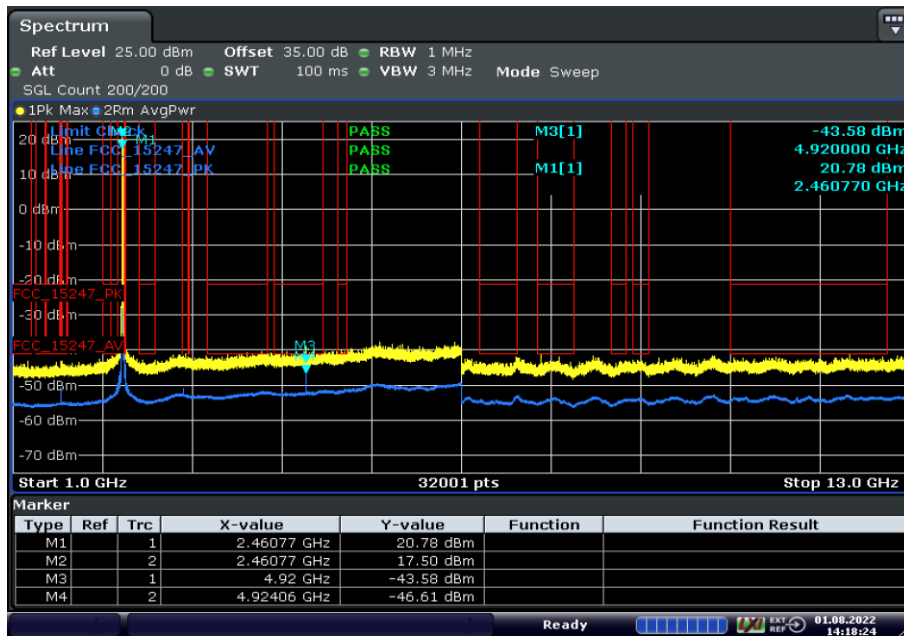 Spectrum
Ref Level 25.00 dBm Offset 35.00 dB RBW 1 MHz
Att 0 dB SWT 100 ms VBW 3 MHz Mode Sweep
SGL Count 200/200
1Pk Max 2Rm AvgPwr
Limit Check PASS M3[1] -43.58 dBm
Line FCC_15247_AV PASS 4.920000 GHz
Line FCC_15247_PK PASS M1[1] 20.78 dBm
2.460770 GHz
M1
20 dBm
10 dBm
0 dBm
-10 dBm
-20 dBm
FCC_15247_PK
-30 dBm
FCC_15247_AV
M3
-50 dBm
-60 dBm
-70 dBm
Start 1.0 GHz 32001 pts Stop 13.0 GHz
Marker
Type Ref Trc X-value Y-value Function Function Result
M1 1 2.46077 GHz 20.78 dBm
M2 2 2.46077 GHz 17.50 dBm
M3 1 4.92 GHz -43.58 dBm
M4 2 4.92406 GHz -46.61 dBm
Ready LXI EXT REF 01.08.2022
14:18:24